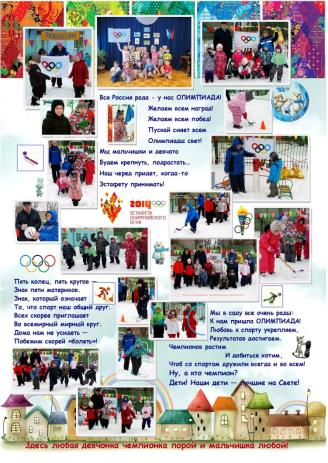 Вся Россия рада - у нас ОЛИМПИАДА!
Желаем всем наград!
Желаем всем побед!
Пускай сияет всем
Олимпиады свет!
Мы мальчишки и девчата
Будем крепнуть, подрастать..
Наш черед придет, когда-то
Эстафету принимать!
2014
ЭСТАФЕТА
ОЛИМПИЙСКОГО
ОГНЯ
Пять колец, пять кругов –
Знак пяти материков.
Знак, который означает
То, что спорт наш общий друг.
Всех скорее приглашает
Во всемирный мирный круг.
Дома нам не усидеть —
Побежим скорей «болеть»!
Мы в саду все очень рады:
К нам пришла ОЛИМПИАДА!
Любовь к спорту укрепляем,
Результатов достигаем.
Чемпионов растим
И добиться хотим,
Чтоб со спортом дружили всегда и во всем!
Ну, а кто чемпион?
Дети! Наши дети — лучшие на Свете!
Здесь любая девчонка чемпионка порой и мальчишка любой!